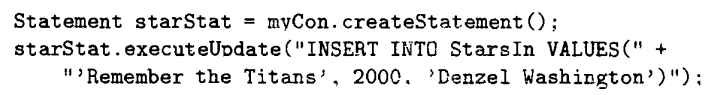 Statement starStat = myCon.createStatement();
starStat.executeUpdate("INSERT INTO StarsIn VALUES(" +
"'Remember the Titans', 2000, 'Denzel Washington')");